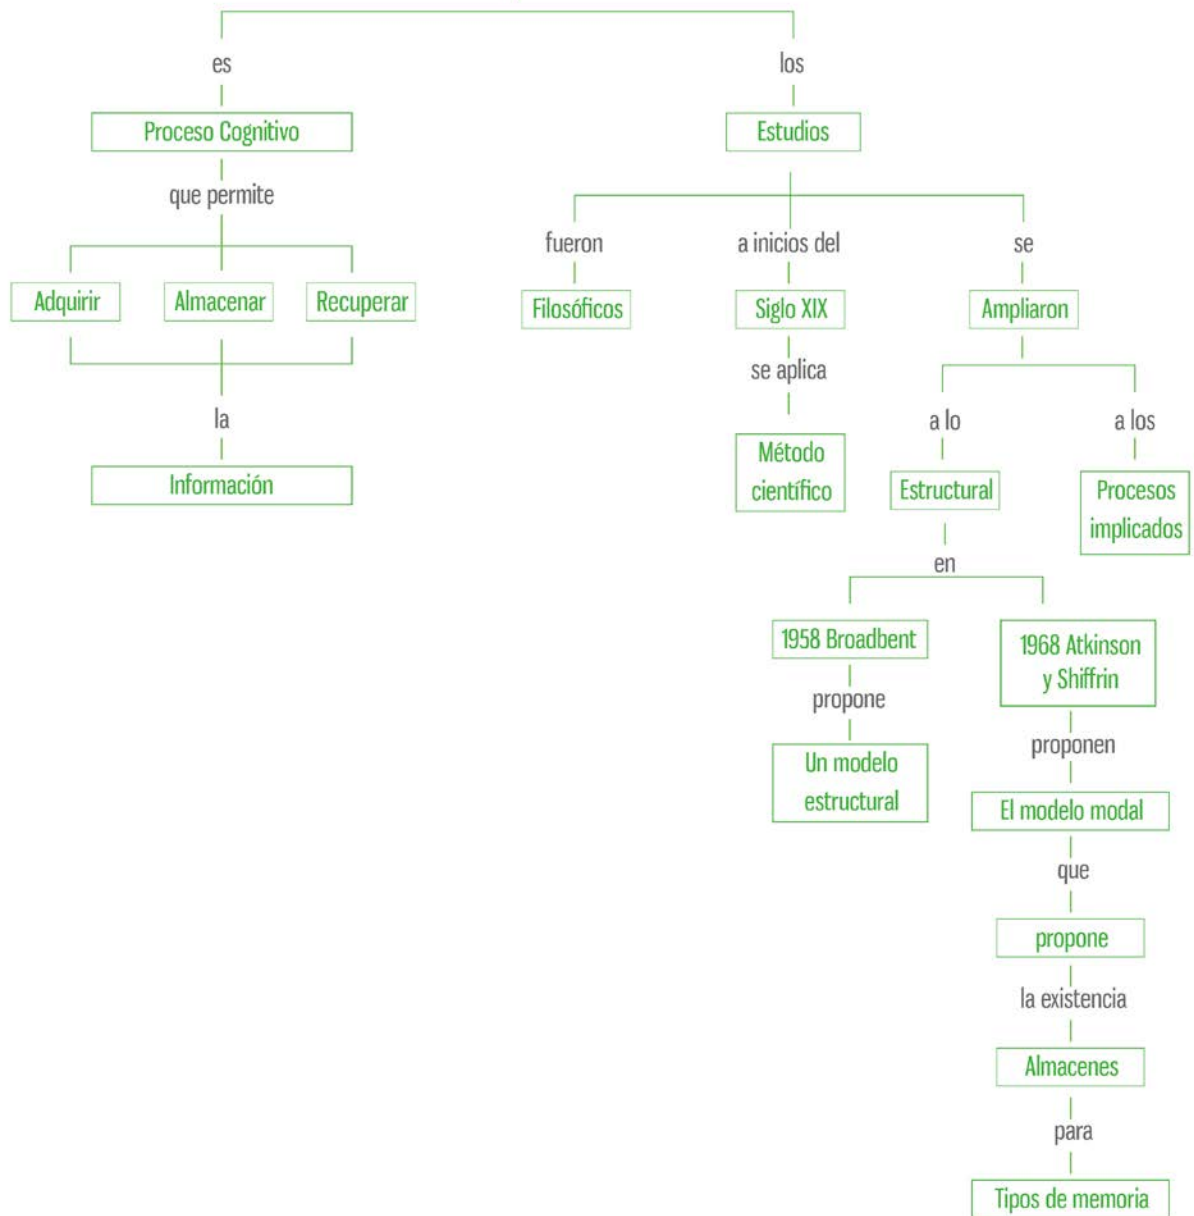 es
los
Proceso Cognitivo
Estudios
que permite
fueron
a inicios del
se
Adquirir
Almacenar
Recuperar
Filosóficos
Siglo XIX
Ampliaron
se aplica
la
a lo
a los
Información
Método
científico
Estructural
Procesos
implicados
en
1958 Broadbent
1968 Atkinson
y Shiffrin
propone
proponen
Un modelo
estructural
El modelo modal
que
propone
la existencia
Almacenes
para
Tipos de memoria